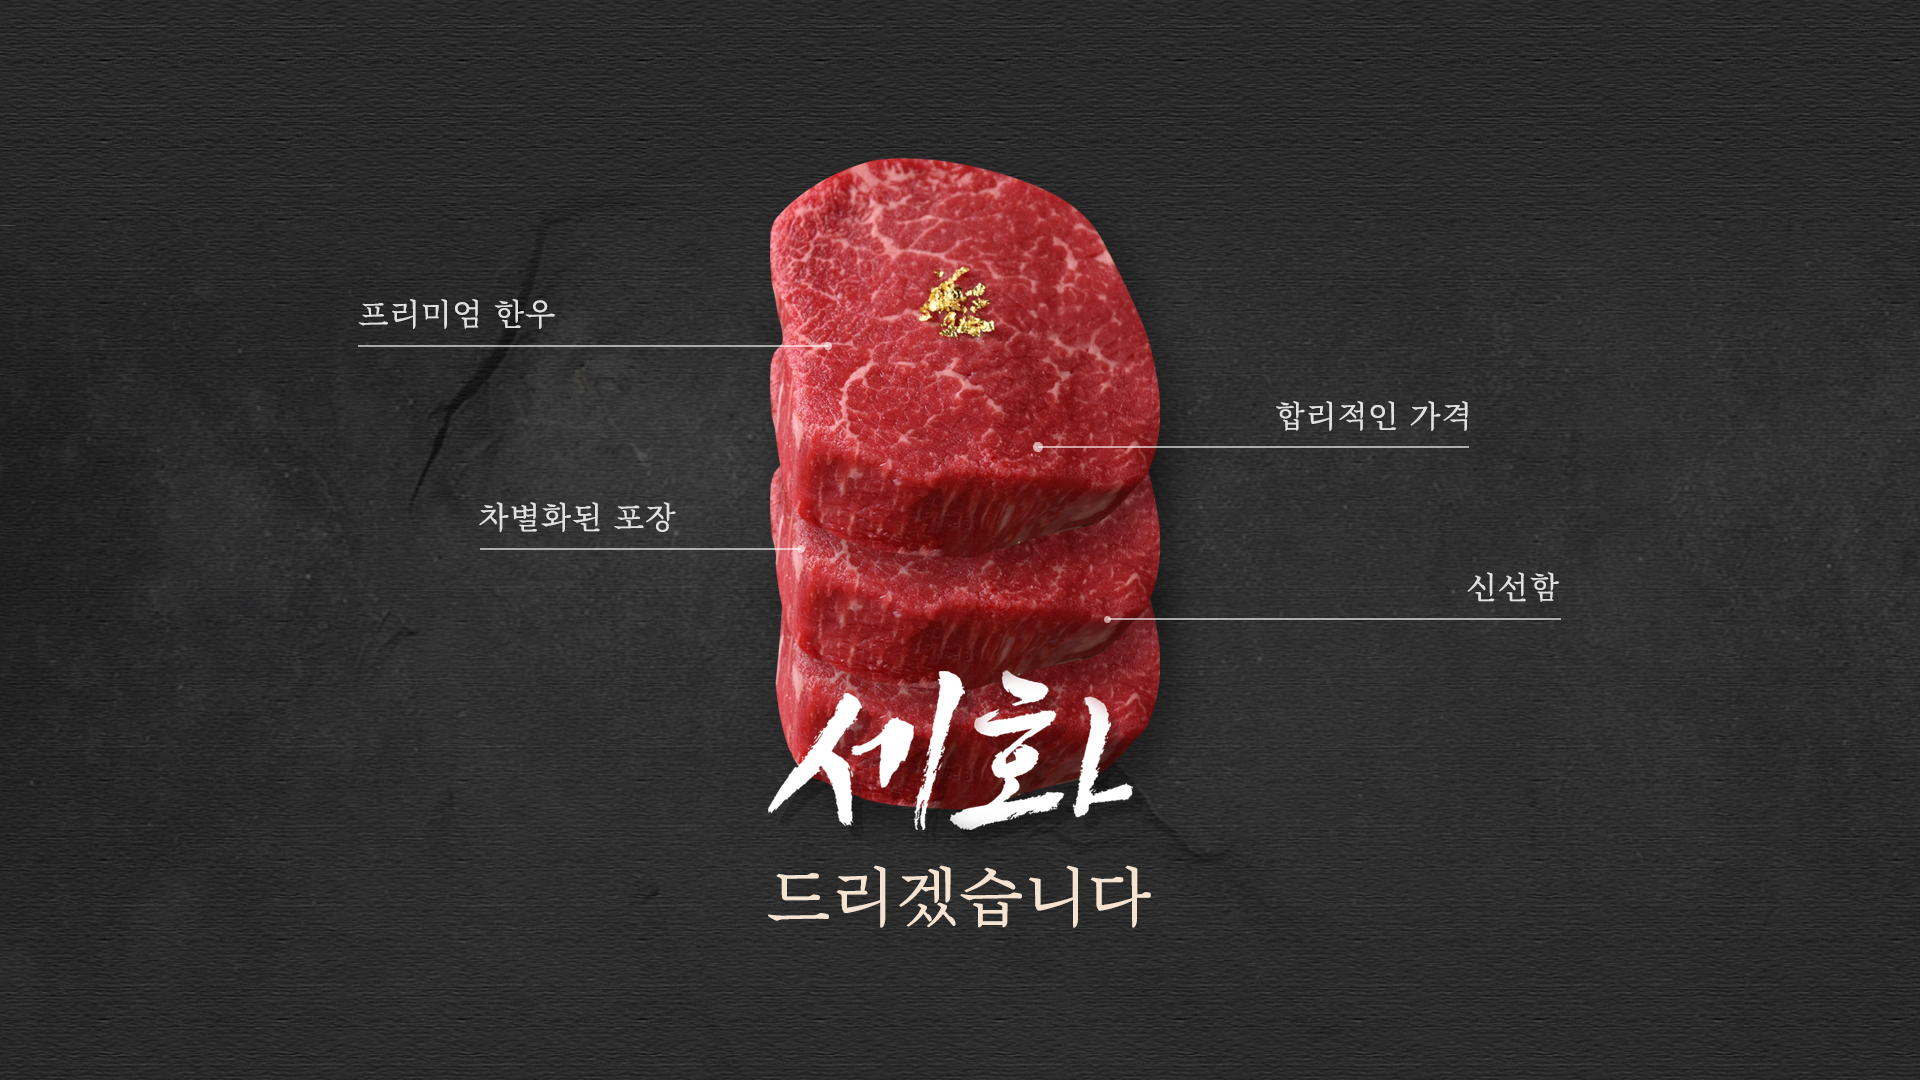 프리미엄 한우
합리적인 가격
차별화된 포장
신선함
세화
드리겠습니다